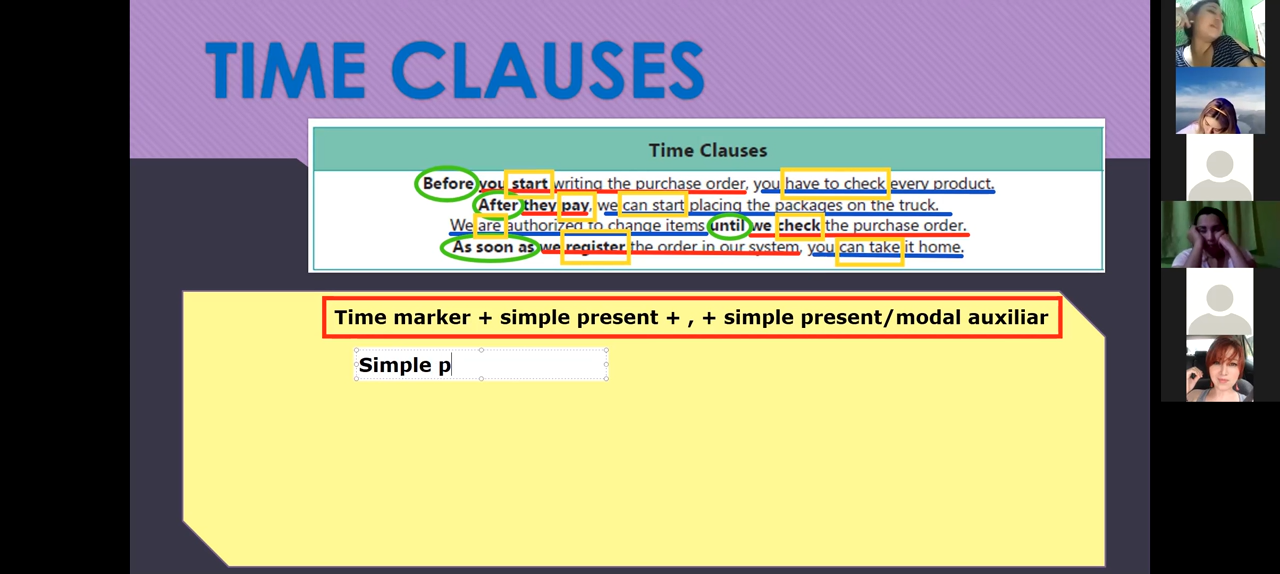 TIME CLAUSES
Time Clauses
Before you start writing the purchase order, you have to check every product.
After they pay, we can start placing the packages on the truck.
We are authorized to change items until we check the purchase order.
As soon as we register the order in our system, you can take it home.
Time marker + simple present + , + simple present/modal auxiliar
Simple p